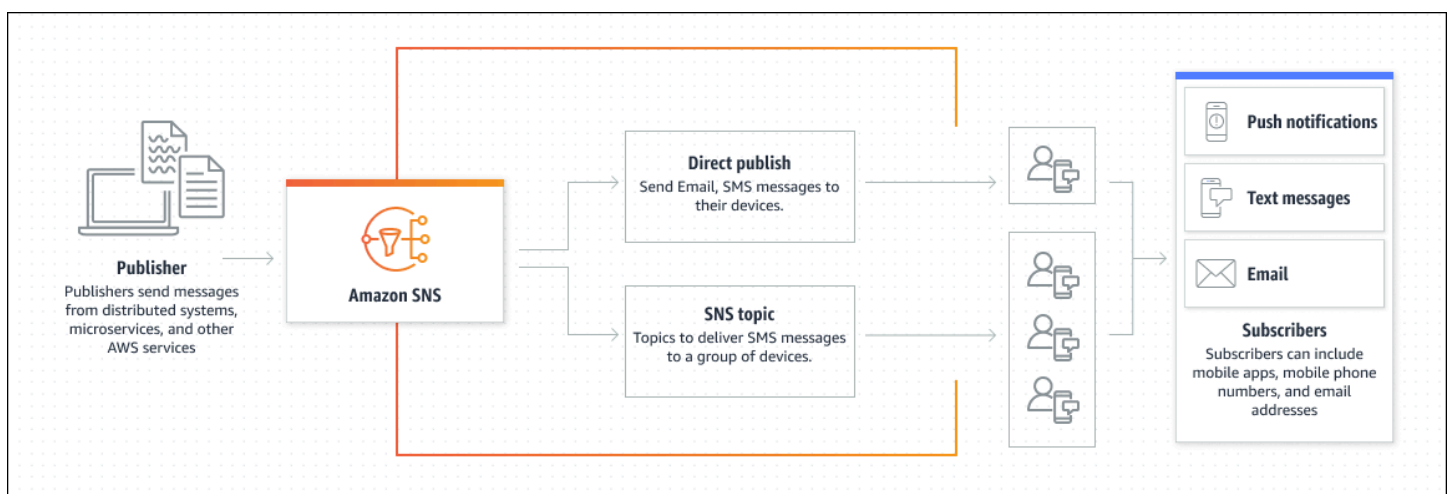 Publisher
Publishers send messages
from distributed systems,
microservices, and other
AWS services
Amazon SNS
Direct publish
Send Email, SMS messages to
their devices.
SNS topic
Topics to deliver SMS messages
to a group of devices.
Push notifications
Text messages
Email
Subscribers
Subscribers can include
mobile apps, mobile phone
numbers, and email
addresses